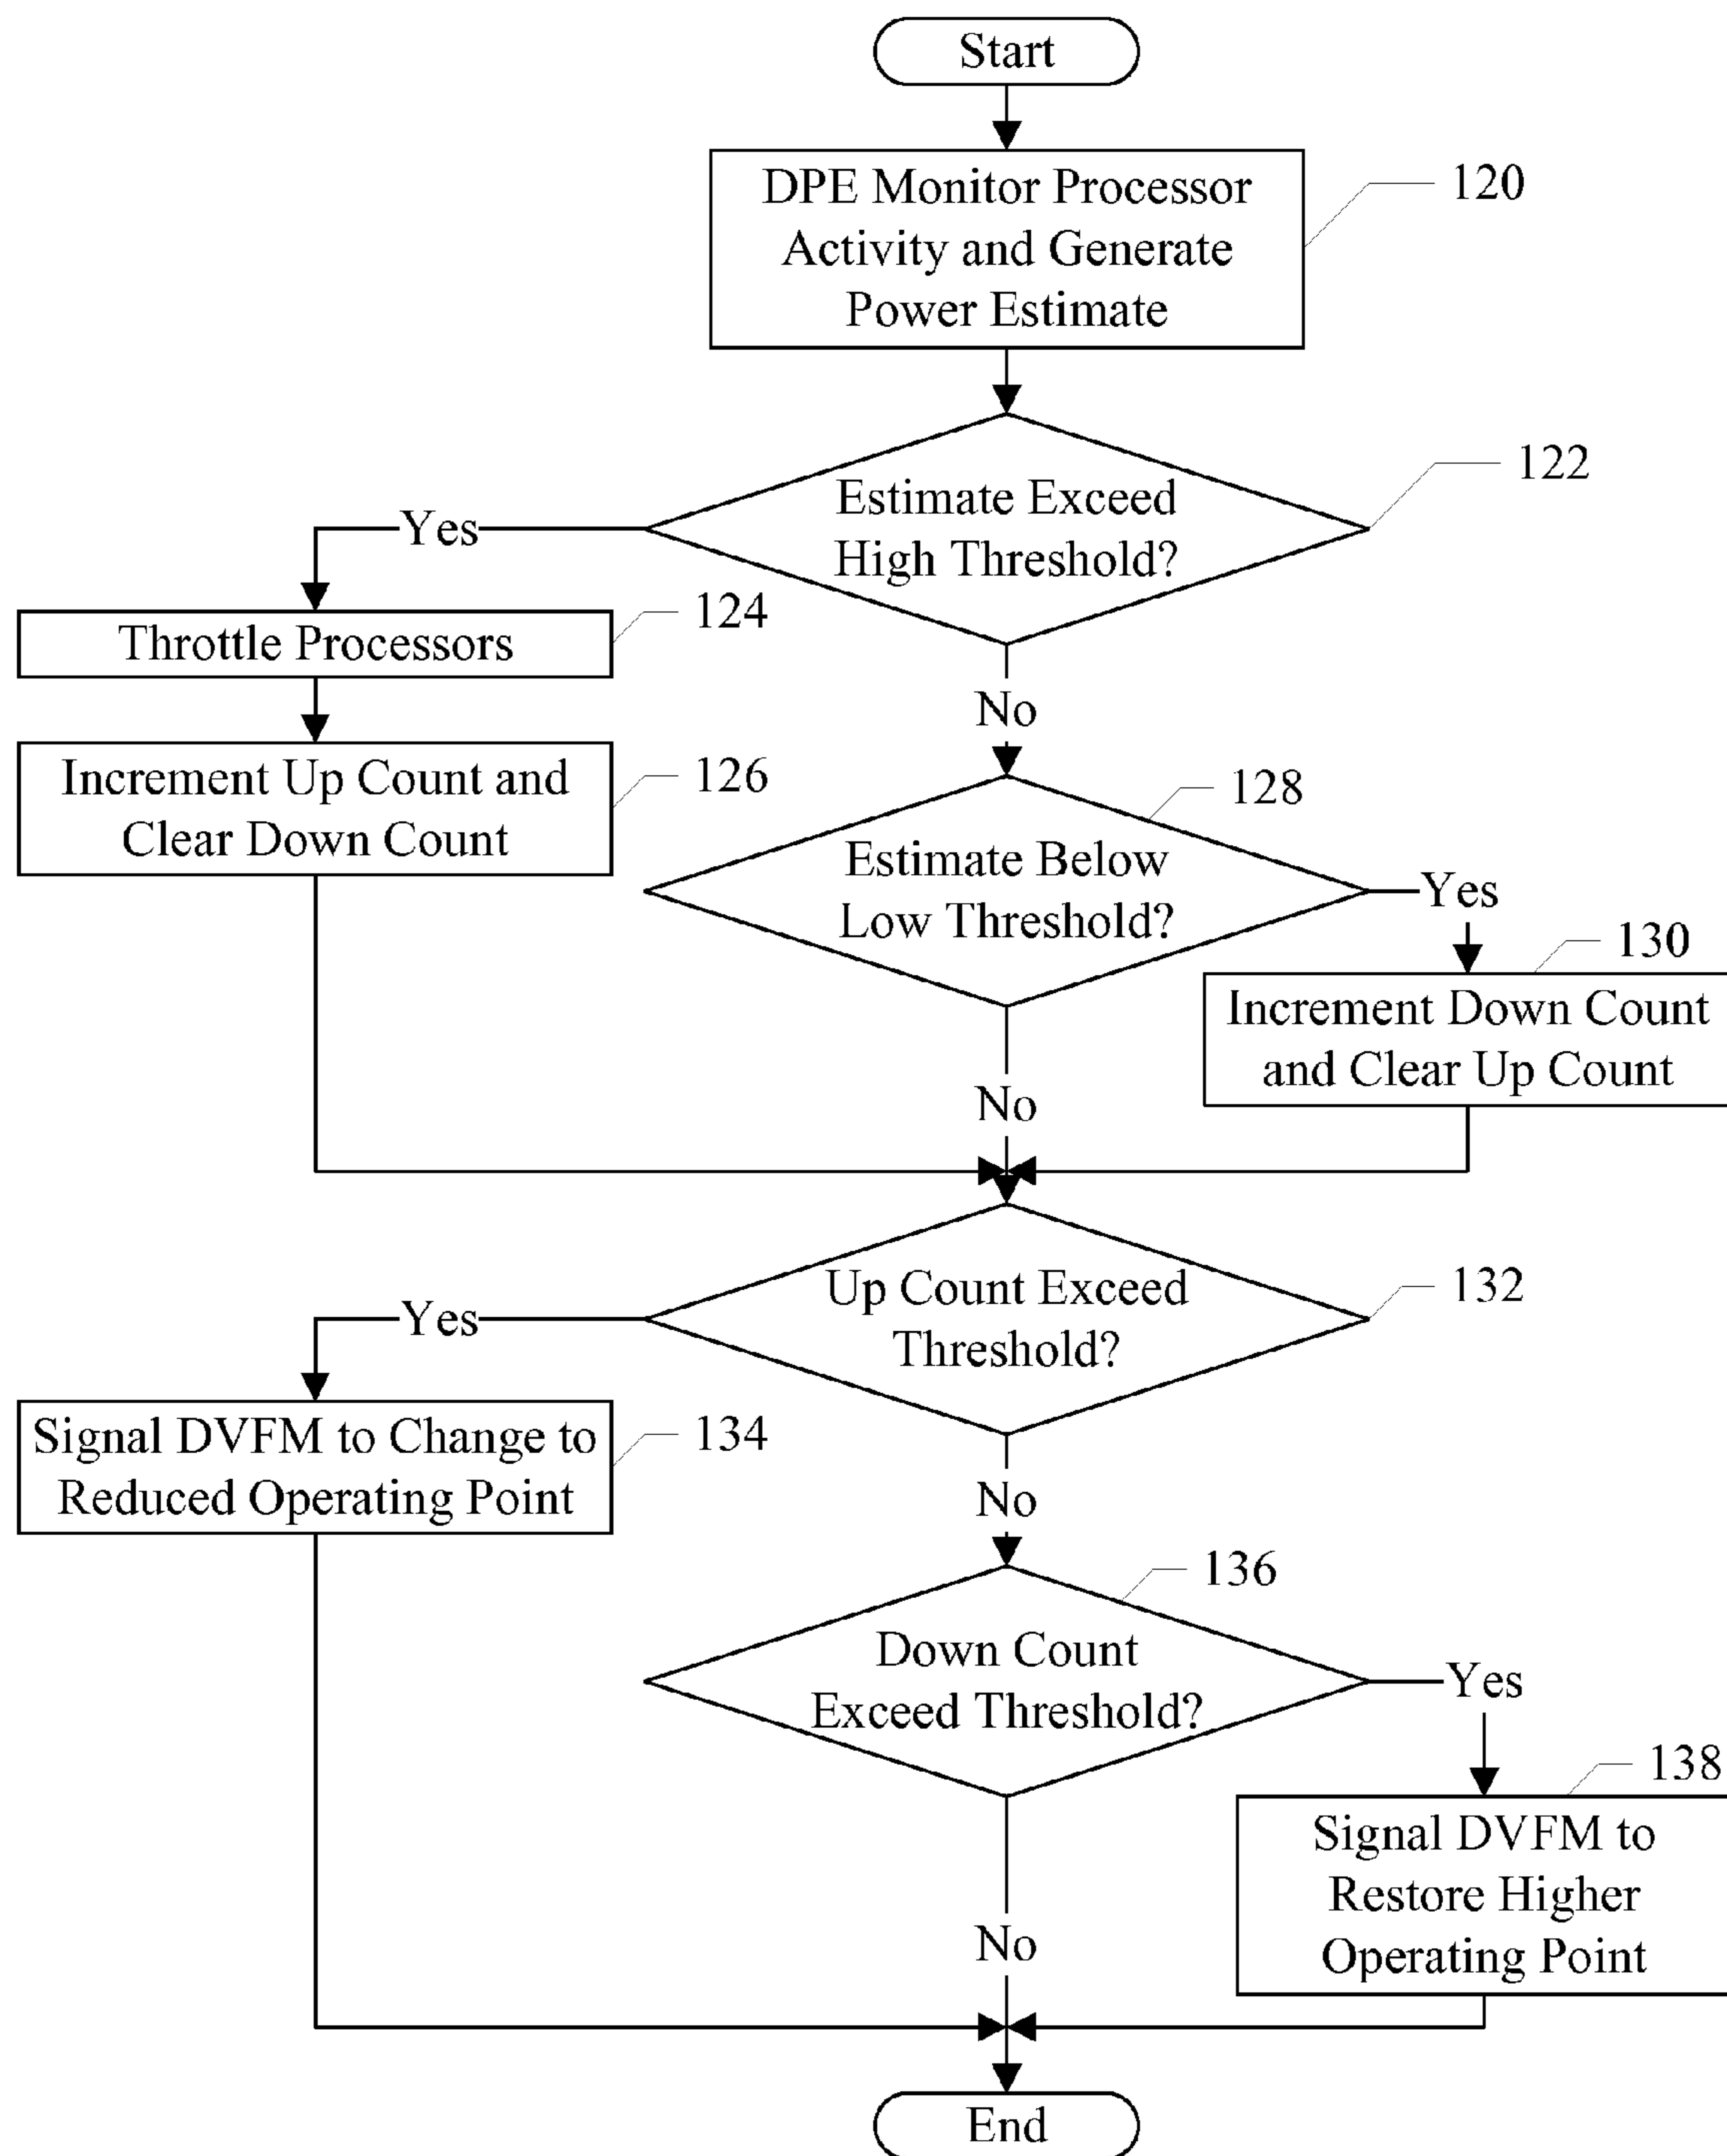 Start
DPE Monitor Processor
Activity and Generate
Power Estimate
120
Estimate Exceed
High Threshold?
122
Yes
Throttle Processors
124
No
Increment Up Count and
Clear Down Count
126
128
Estimate Below
Low Threshold?
Yes
130
Increment Down Count
and Clear Up Count
No
Up Count Exceed
Threshold?
132
Yes
Signal DVFM to Change to
Reduced Operating Point
134
No
136
Down Count
Exceed Threshold?
Yes
138
Signal DVFM to
Restore Higher
Operating Point
No
End